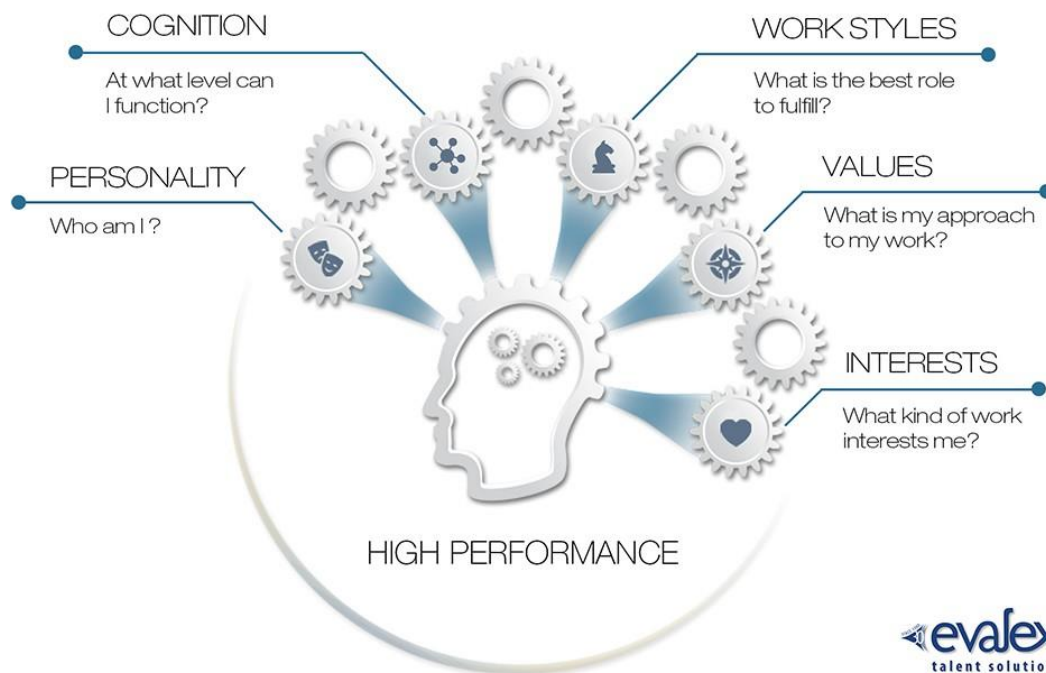 COGNITION
At what level can
I function?
WORK STYLES
What is the best role
to fulfill?
PERSONALITY
Who am I?
VALUES
What is my approach
to my work?
INTERESTS
What kind of work
interests me?
HIGH PERFORMANCE
evalex
talent solutio